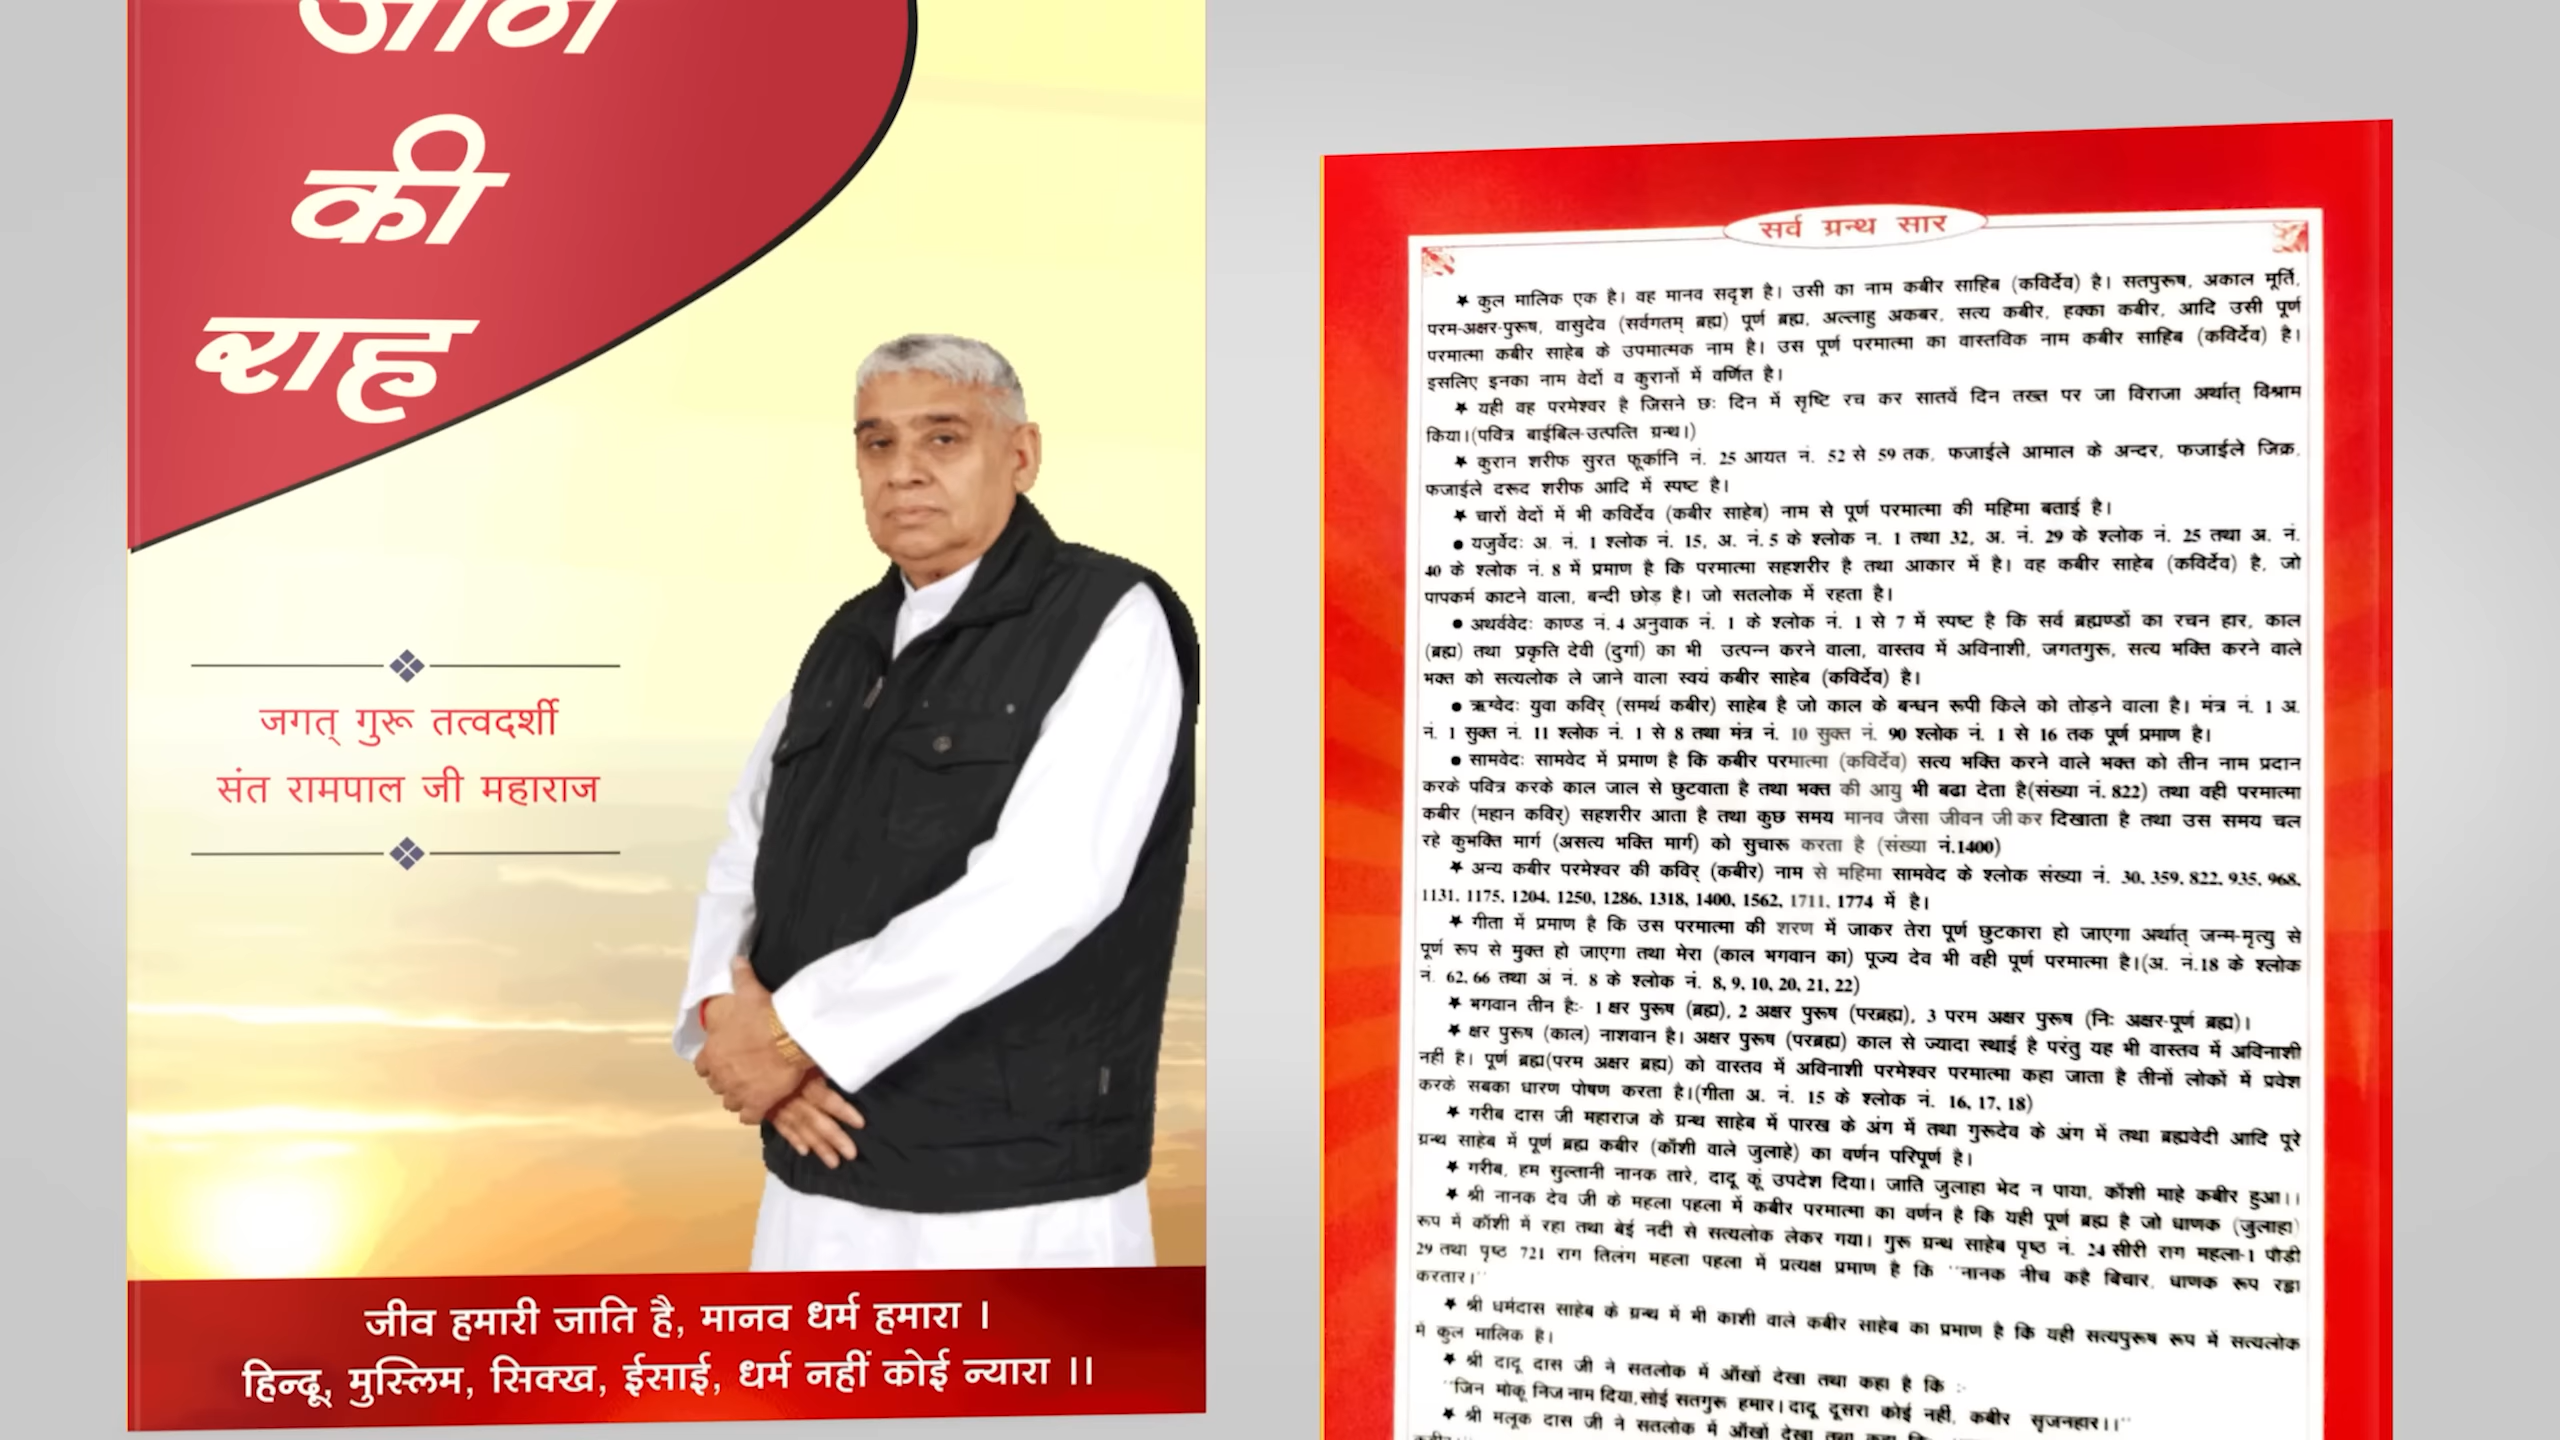 की
राह
जगत् गुरू तत्वदर्शी
संत रामपाल जी महाराज
जीव हमारी जाति है, मानव धर्म हमारा ।
हिन्दू, मुस्लिम, सिक्ख, ईसाई, धर्म नहीं कोई न्यारा ।।
सर्व ग्रन्थ सार
★ कुल मालिक एक है। वह मानव सदृश है। उसी का नाम कबीर साहिब (कविर्देव) है। सतपुरूष, अकाल मूर्ति,
परम-अक्षर-पुरूष, वासुदेव (सर्वगतम् ब्रह्म) पूर्ण ब्रह्म, अल्लाहु अकबर, सत्य कबीर, हक्का कबीर, आदि उसी पूर्ण
परमात्मा कबीर साहेब के उपमात्मक नाम है। उस पूर्ण परमात्मा का वास्तविक नाम कबीर साहिब (कविर्देव) है।
इसलिए इनका नाम वेदों व कुरानों में वर्णित है।
★ यही वह परमेश्वर है जिसने छः दिन में सृष्टि रच कर सातवें दिन तख्त पर जा विराजा अर्थात् विश्राम
किया।(पवित्र बाईबिल-उत्पत्ति ग्रन्थ।)
★ कुरान शरीफ सुरत फूर्कानि नं. 25 आयत नं. 52 से 59 तक, फजाईले आमाल के अन्दर, फजाईले जिक्र,
फजाईले दरूद शरीफ आदि में स्पष्ट है।
★ चारों वेदों में भी कविर्देव (कबीर साहेब) नाम से पूर्ण परमात्मा की महिमा बताई है।
● यजुर्वेदः अ. नं. 1 श्लोक नं. 15, अ. नं. 5 के श्लोक न. 1 तथा 32, अ. नं. 29 के श्लोक नं. 25 तथा अ. नं.
40 के श्लोक नं. 8 में प्रमाण है कि परमात्मा सहशरीर है तथा आकार में है। वह कबीर साहेब (कविर्देव) है, जो
पापकर्म काटने वाला, बन्दी छोड़ है। जो सतलोक में रहता है।
● अथर्ववेदः काण्ड नं. 4 अनुवाक नं. 1 के श्लोक नं. 1 से 7 में स्पष्ट है कि सर्व ब्रह्मण्डों का रचन हार, काल
(ब्रह्म) तथा प्रकृति देवी (दुर्गा) का भी उत्पन्न करने वाला, वास्तव में अविनाशी, जगतगुरू, सत्य भक्ति करने वाले
भक्त को सत्यलोक ले जाने वाला स्वयं कबीर साहेब (कविर्देव) है।
● ऋग्वेदः युवा कविर् (समर्थ कबीर) साहेब है जो काल के बन्धन रूपी किले को तोड़ने वाला है। मंत्र नं. 1 अ.
नं. 1 सुक्त नं. 11 श्लोक नं. 1 से 8 तथा मंत्र नं. 10 सुक्त नं. 90 श्लोक नं. 1 से 16 तक पूर्ण प्रमाण है।
● सामवेदः सामवेद में प्रमाण है कि कबीर परमात्मा (कविर्देव) सत्य भक्ति करने वाले भक्त को तीन नाम प्रदान
करके पवित्र करके काल जाल से छुटवाता है तथा भक्त की आयु भी बढा देता है(संख्या नं. 822) तथा वही परमात्मा
कबीर (महान कविर्) सहशरीर आता है तथा कुछ समय मानव जैसा जीवन जी कर दिखाता है तथा उस समय चल
रहे कुभक्ति मार्ग (असत्य भक्ति मार्ग) को सुचारू करता है (संख्या नं.1400)
★ अन्य कबीर परमेश्वर की कविर् (कबीर) नाम से महिमा सामवेद के श्लोक संख्या नं. 30, 359, 822, 935, 968,
1131, 1175, 1204, 1250, 1286, 1318, 1400, 1562, 1711, 1774 में है।
★ गीता में प्रमाण है कि उस परमात्मा की शरण में जाकर तेरा पूर्ण छुटकारा हो जाएगा अर्थात् जन्म-मृत्यु से
पूर्ण रूप से मुक्त हो जाएगा तथा मेरा (काल भगवान का) पूज्य देव भी वही पूर्ण परमात्मा है।(अ. नं.18 के श्लोक
नं. 62, 66 तथा अं नं. 8 के श्लोक नं. 8, 9, 10, 20, 21, 22)
★ भगवान तीन हैः- 1 क्षर पुरूष (ब्रह्म), 2 अक्षर पुरूष (परब्रह्म), 3 परम अक्षर पुरूष (निः अक्षर-पूर्ण ब्रह्म)।
★ क्षर पुरूष (काल) नाशवान है। अक्षर पुरूष (परब्रह्म) काल से ज्यादा स्थाई है परंतु यह भी वास्तव में अविनाशी
नहीं है। पूर्ण ब्रह्म(परम अक्षर ब्रह्म) को वास्तव में अविनाशी परमेश्वर परमात्मा कहा जाता है तीनों लोकों में प्रवेश
करके सबका धारण पोषण करता है।(गीता अ. नं. 15 के श्लोक नं. 16, 17, 18)
★ गरीब दास जी महाराज के ग्रन्थ साहेब में पारख के अंग में तथा गुरूदेव के अंग में तथा ब्रह्मवेदी आदि पूरे
ग्रन्थ साहेब में पूर्ण ब्रह्म कबीर (काँशी वाले जुलाहे) का वर्णन परिपूर्ण है।
★ गरीब, हम सुल्तानी नानक तारे, दादू कूं उपदेश दिया। जाति जुलाहा भेद न पाया, काँशी माहे कबीर हुआ।।
★ श्री नानक देव जी के महला पहला में कबीर परमात्मा का वर्णन है कि यही पूर्ण ब्रह्म है जो धाणक (जुलाहा)
रूप में काँशी में रहा तथा बेई नदी से सत्यलोक लेकर गया। गुरू ग्रन्थ साहेब पृष्ठ नं. 24 सीरी राग महला-1 पौड़ी
29 तथा पृष्ठ 721 राग तिलंग महला पहला में प्रत्यक्ष प्रमाण है कि "नानक नीच कहै बिचार, धाणक रूप रहा
करतार।"
★ श्री धर्मदास साहेब के ग्रन्थ में भी काशी वाले कबीर साहेब का प्रमाण है कि यही सत्यपुरूष रूप में सत्यलोक
में कुल मालिक है।
★ श्री दादू दास जी ने सतलोक में आँखों देखा तथा कहा है कि :-
"जिन मोकू निज नाम दिया,सोई सतगुरू हमार। दादू दूसरा कोई नहीं, कबीर सृजनहार।।"
★ श्री मलूक दास जी ने सतलोक में आँखों देखा तथा कहा